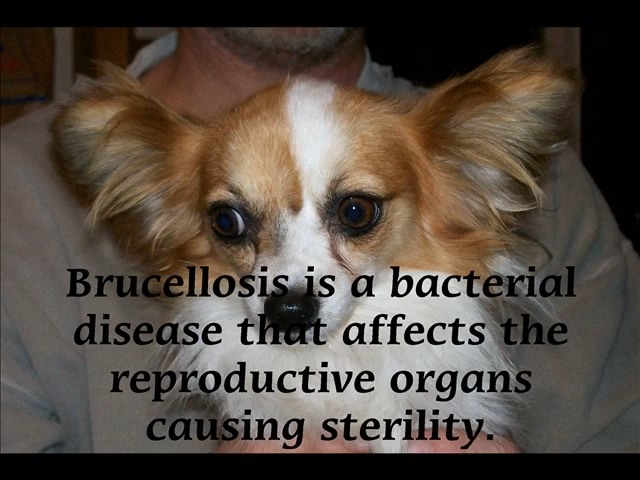 Brucellosis is a bacterial
disease that affects the
reproductive organs
causing sterility.